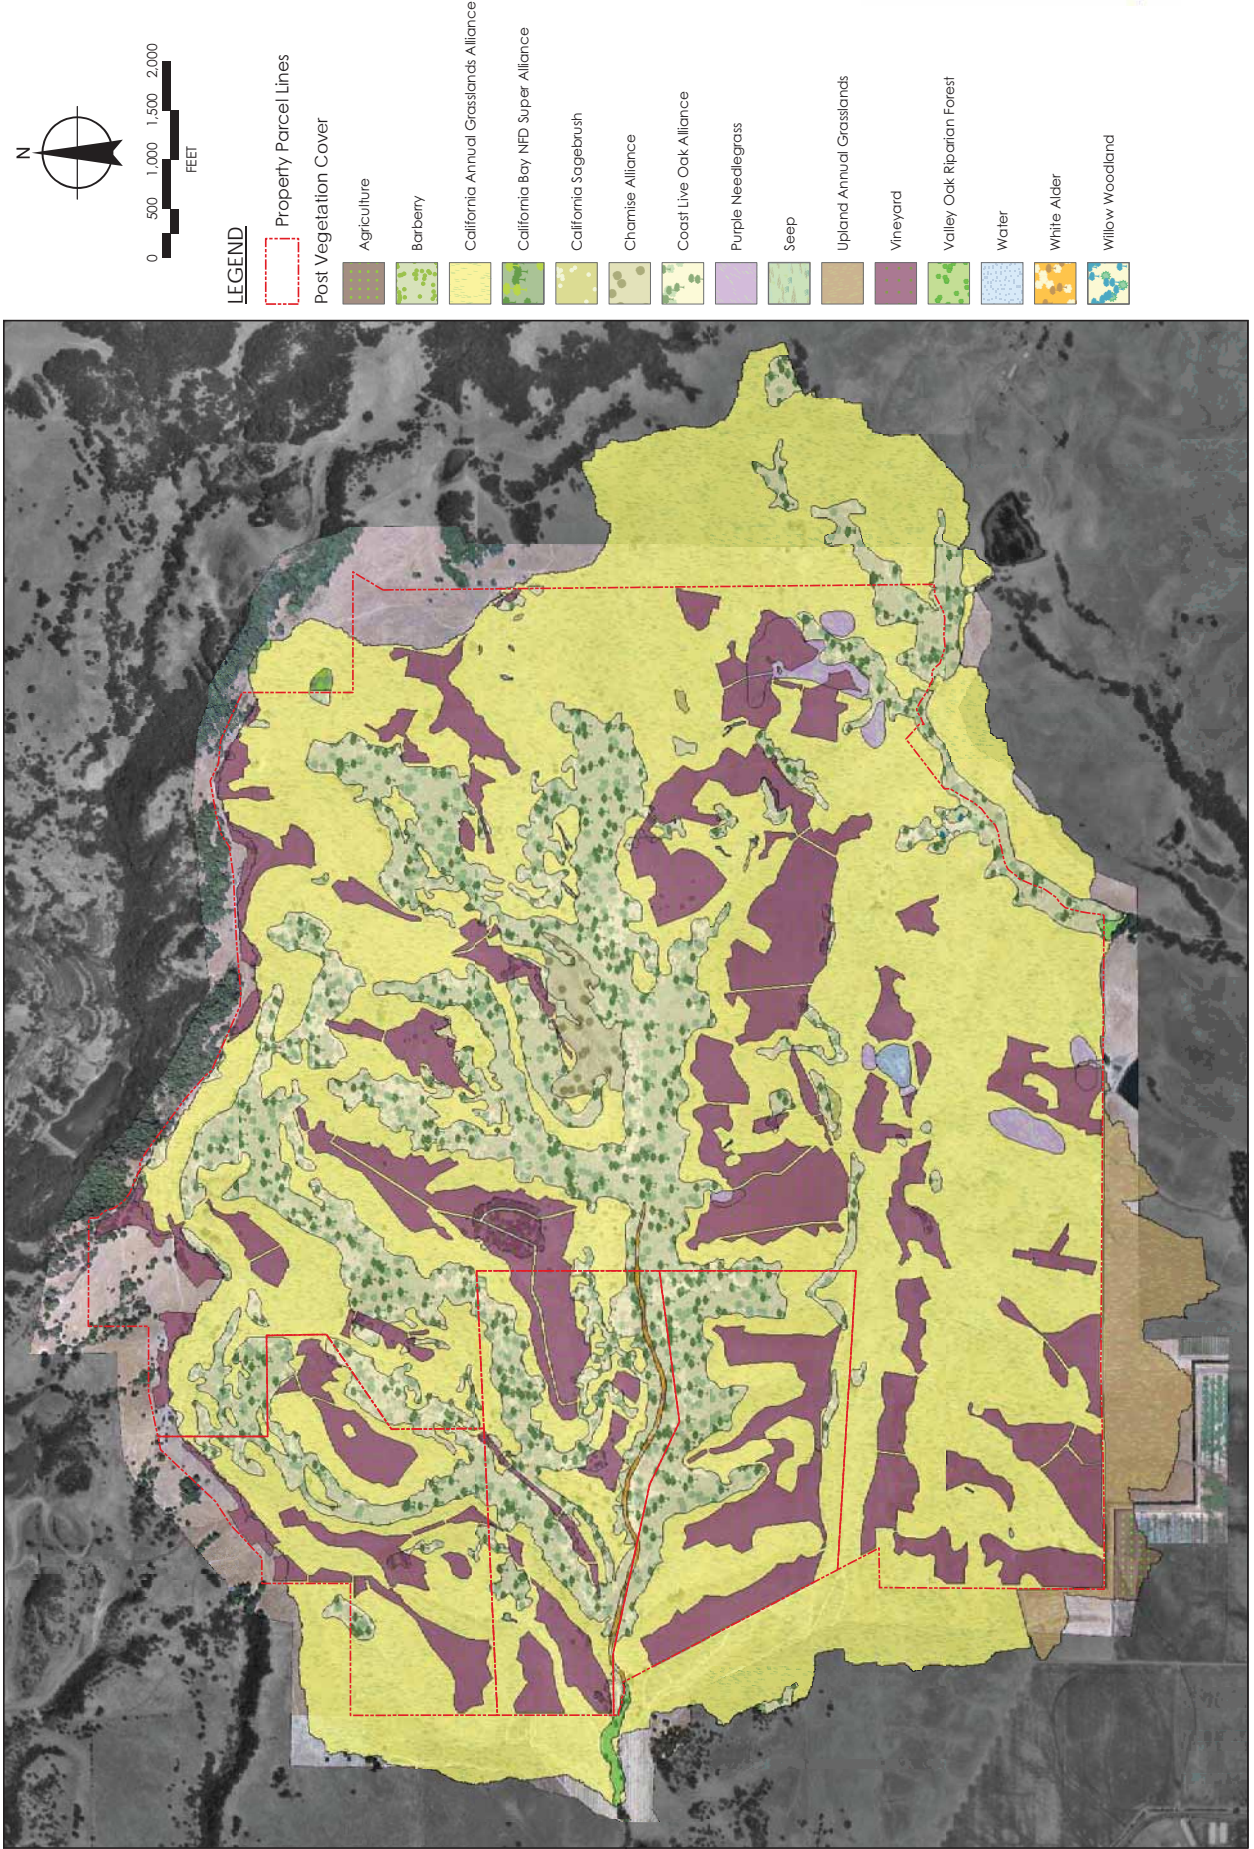 N
0 500 1,000 1,500 2,000
FEET
LEGEND
Property Parcel Lines
Post Vegetation Cover
Agriculture
Barberry
California Annual Grasslands Alliance
California Bay NFD Super Alliance
California Sagebrush
Chamise Alliance
Coast Live Oak Alliance
Purple Needlegrass
Seep
Upland Annual Grasslands
Vineyard
Valley Oak Riparian Forest
Water
White Alder
Willow Woodland